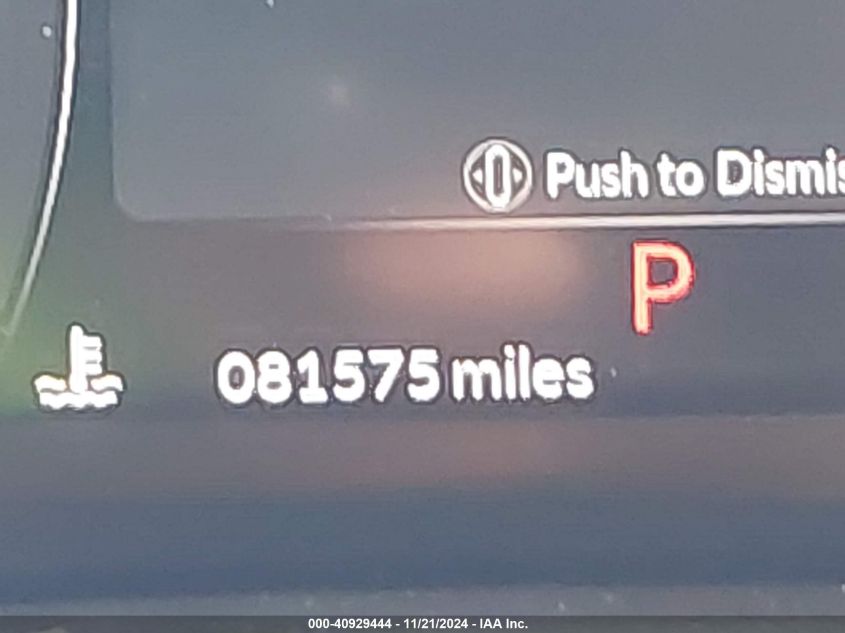 Push to Dismis
P
081575 miles
000-40929444 - 11/21/2024 - IAA Inc.